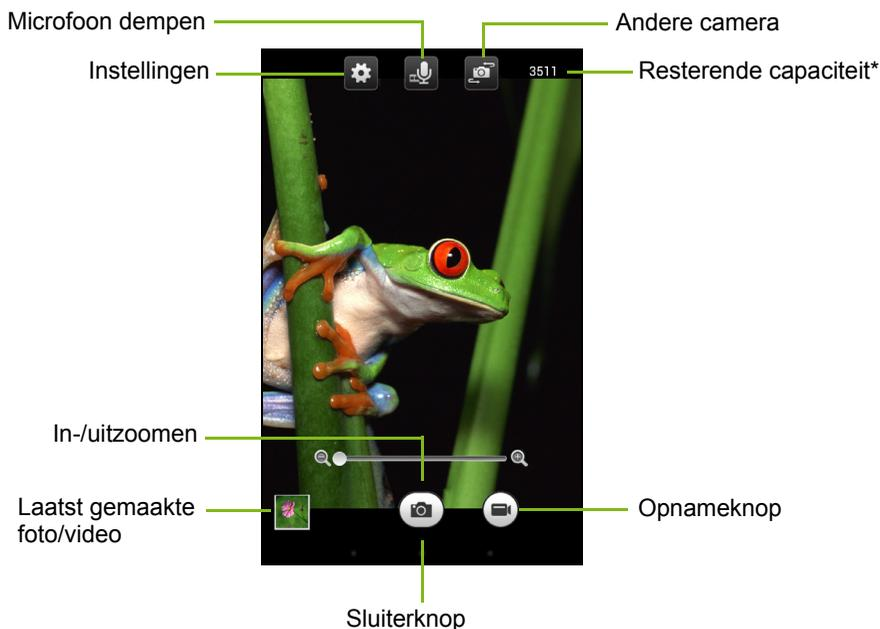 Microfoon dempen
Andere camera
Instellingen
3511
Resterende capaciteit*
In-/uitzoomen
Laatst gemaakte
foto/video
Opnameknop
Sluiterknop